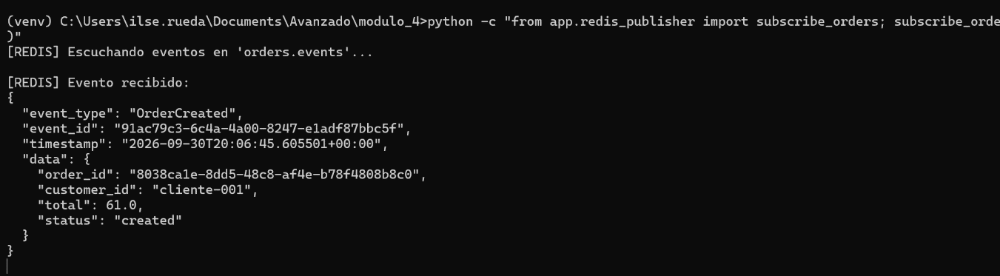 (venv) C:\Users\ilse.rueda\Documents\Avanzado\modulo_4>python -c "from app.redis_publisher import subscribe_orders; subscribe_orde
)"
[REDIS] Escuchando eventos en 'orders.events'...
[REDIS] Evento recibido:
{
  "event_type": "OrderCreated",
  "event_id": "91ac79c3-6c4a-4a00-8247-e1adf87bbc5f",
  "timestamp": "2026-09-30T20:06:45.605501+00:00",
  "data": {
    "order_id": "8038ca1e-8dd5-48c8-af4e-b78f4808b8c0",
    "customer_id": "cliente-001",
    "total": 61.0,
    "status": "created"
  }
}